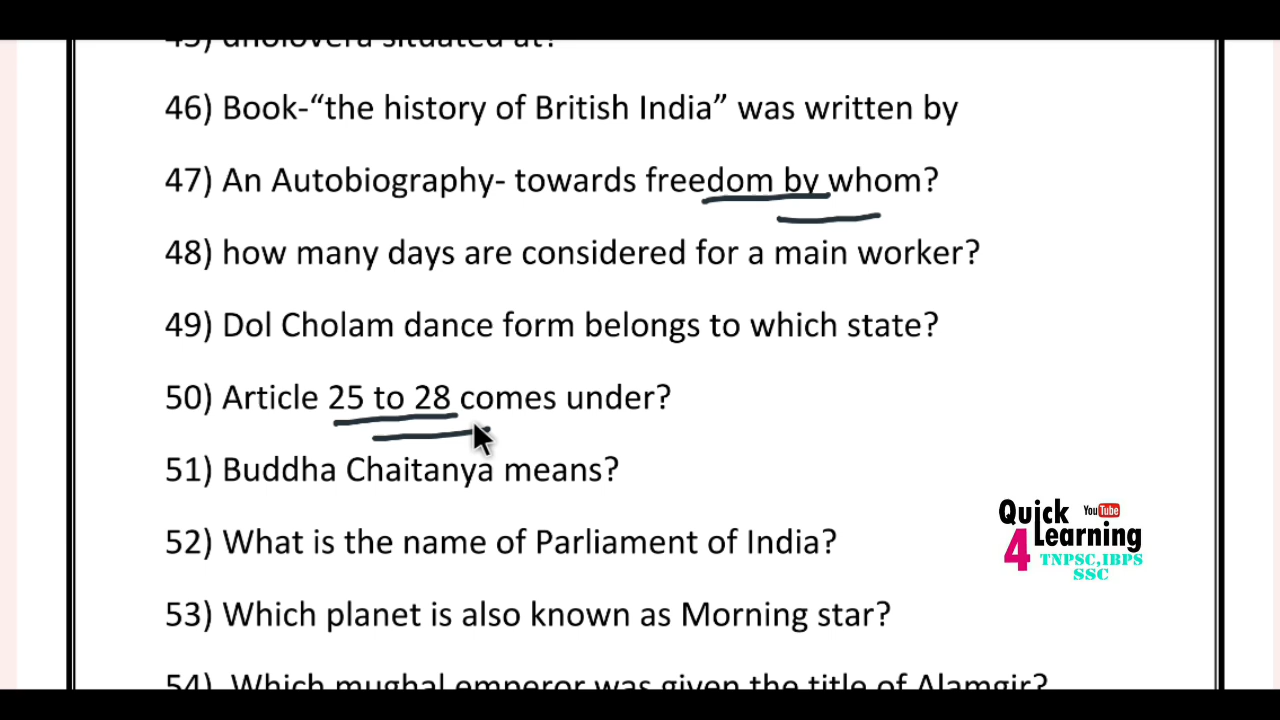 45) dholovera situated at?
46) Book-“the history of British India” was written by
47) An Autobiography- towards freedom by whom?
48) how many days are considered for a main worker?
49) Dol Cholam dance form belongs to which state?
50) Article 25 to 28 comes under?
51) Buddha Chaitanya means?
52) What is the name of Parliament of India?
53) Which planet is also known as Morning star?
54) Which mughal emperor was given the title of Alamgir?
Quick YouTube
4 Learning
TNPSC,IBPS
SSC